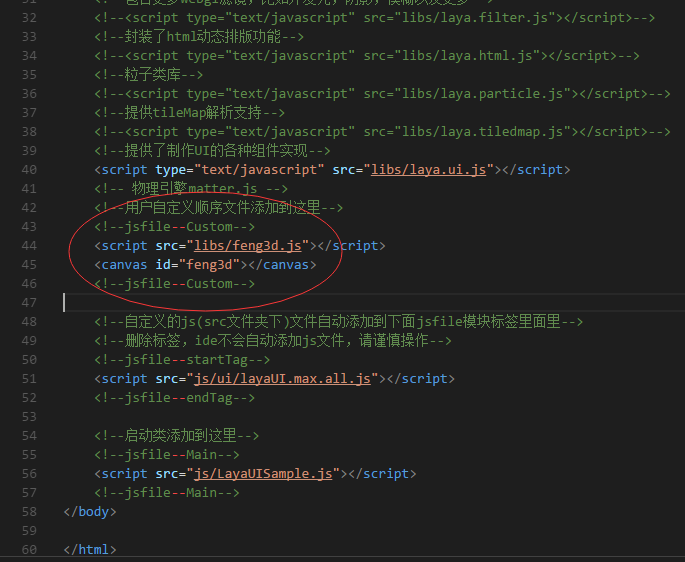 32 <!--<script type="text/javascript" src="libs/laya.filter.js"></script>-->
33 <!--封装了html动态排版功能-->
34 <!--<script type="text/javascript" src="libs/laya.html.js"></script>-->
35 <!--粒子类库-->
36 <!--<script type="text/javascript" src="libs/laya.particle.js"></script>-->
37 <!--提供tileMap解析支持-->
38 <!--<script type="text/javascript" src="libs/laya.tiledmap.js"></script>-->
39 <!--提供了制作UI的各种组件实现-->
40 <script type="text/javascript" src="libs/laya.ui.js"></script>
41 <!-- 物理引擎matter.js -->
42 <!--用户自定义顺序文件添加到这里-->
43 <!--jsfile--Custom-->
44 <script src="libs/feng3d.js"></script>
45 <canvas id="feng3d"></canvas>
46 <!--jsfile--Custom-->
47
48 <!--自定义的js(src文件夹下)文件自动添加到下面jsfile模块标签里面里-->
49 <!--删除标签，ide不会自动添加js文件，请谨慎操作-->
50 <!--jsfile--startTag-->
51 <script src="js/ui/layaUI.max.all.js"></script>
52 <!--jsfile--endTag-->
53
54 <!--启动类添加到这里-->
55 <!--jsfile--Main-->
56 <script src="js/LayaUISample.js"></script>
57 <!--jsfile--Main-->
58 </body>
59
60 </html>